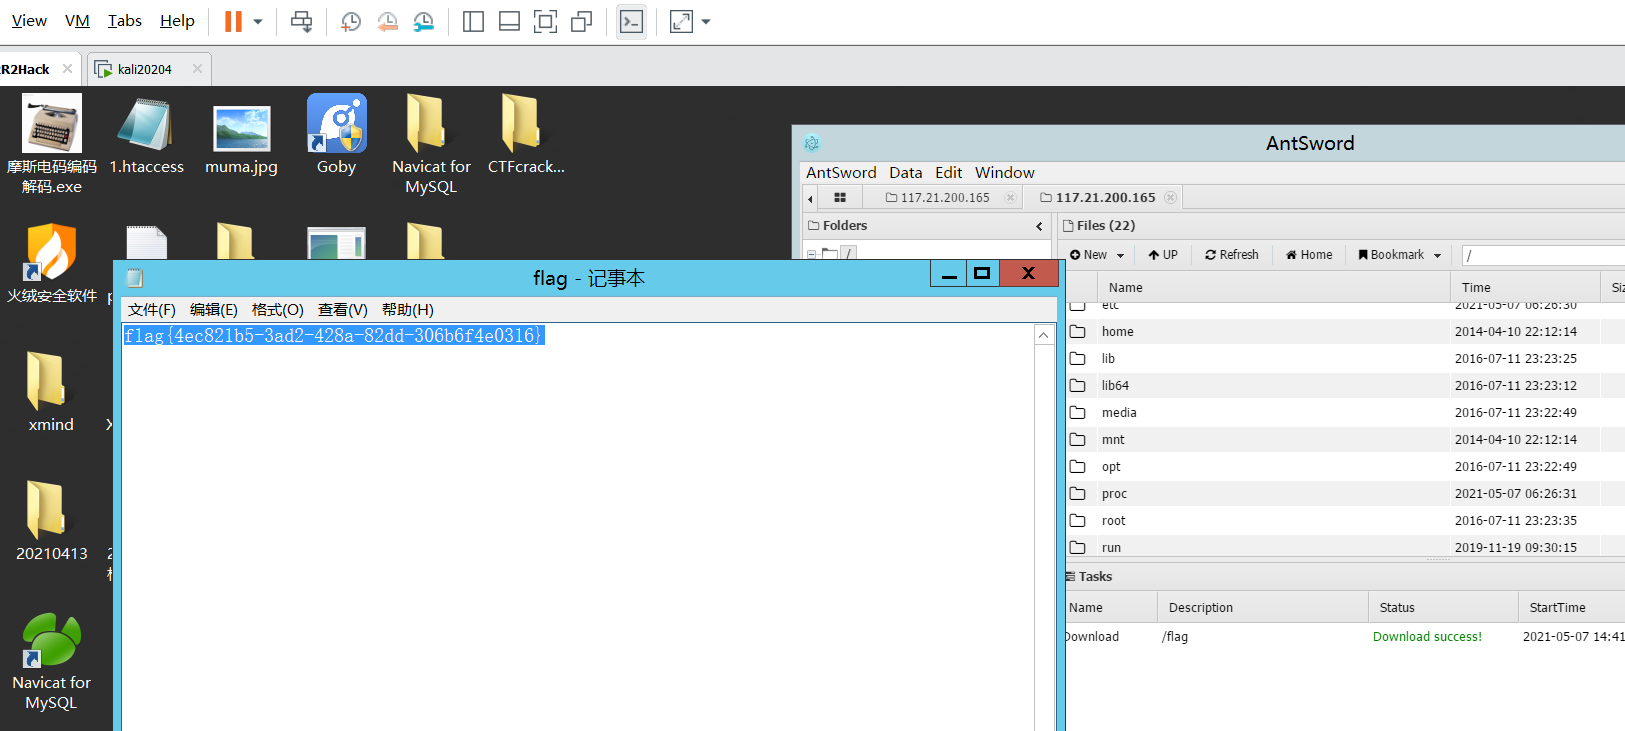 View VM Tabs Help
R2Hack kali20204
摩斯电码编码解码.exe
1.htaccess
muma.jpg
Goby
Navicat for MySQL
CTFcrack...
火绒安全软件
xmind
20210413
Navicat for MySQL
AntSword
AntSword Data Edit Window
117.21.200.165 117.21.200.165
Folders
Files (22)
/
New UP Refresh Home Bookmark /
Name Time
etc 2021-05-07 06:26:30
home 2014-04-10 22:12:14
lib 2016-07-11 23:23:25
lib64 2016-07-11 23:23:12
media 2016-07-11 23:22:49
mnt 2014-04-10 22:12:14
opt 2016-07-11 23:22:49
proc 2021-05-07 06:26:31
root 2016-07-11 23:23:35
run 2019-11-19 09:30:15
Tasks
Name Description Status StartTime
Download /flag Download success! 2021-05-07 14:41
flag - 记事本
文件(F) 编辑(E) 格式(O) 查看(V) 帮助(H)
flag{4ec821b5-3ad2-428a-82dd-306b6f4e0316}